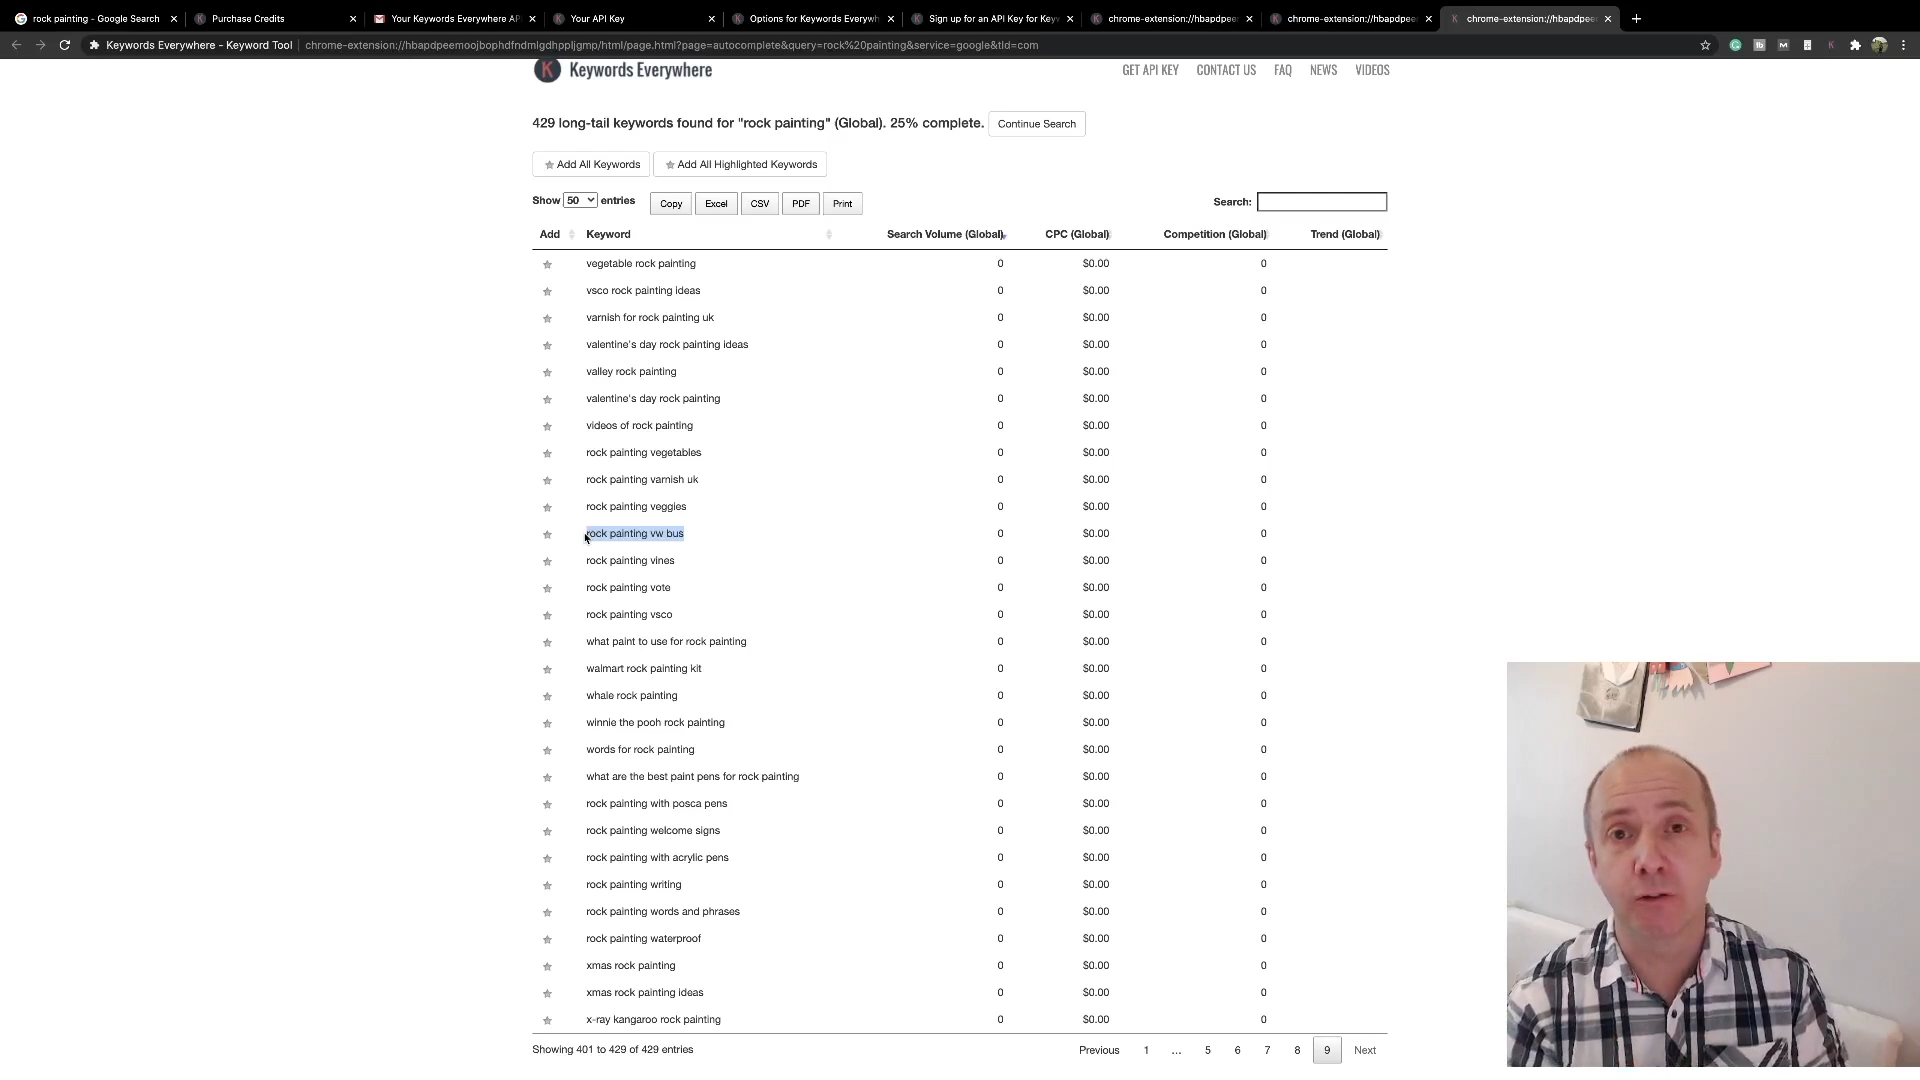 rock painting - Google Search
Purchase Credits
Your Keywords Everywhere AP
Your API Key
Options for Keywords Everywh
Sign up for an API Key for Key
chrome-extension://hbapdpee
chrome-extension://hbapdpee
chrome-extension://hbapdpee
Keywords Everywhere - Keyword Tool
chrome-extension://hbapdpeemoojbophdfndmlgdhppljgmp/html/page.html?page=autocomplete&query=rock%20painting&service=google&tld=com
K Keywords Everywhere
GET API KEY CONTACT US FAQ NEWS VIDEOS
429 long-tail keywords found for "rock painting" (Global). 25% complete. Continue Search
Add All Keywords Add All Highlighted Keywords
Show 50 entries Copy Excel CSV PDF Print Search:
Add Keyword Search Volume (Global) CPC (Global) Competition (Global) Trend (Global)
vegetable rock painting 0 $0.00 0
vsco rock painting ideas 0 $0.00 0
varnish for rock painting uk 0 $0.00 0
valentine's day rock painting ideas 0 $0.00 0
valley rock painting 0 $0.00 0
valentine's day rock painting 0 $0.00 0
videos of rock painting 0 $0.00 0
rock painting vegetables 0 $0.00 0
rock painting varnish uk 0 $0.00 0
rock painting veggies 0 $0.00 0
rock painting vw bus 0 $0.00 0
rock painting vines 0 $0.00 0
rock painting vote 0 $0.00 0
rock painting vsco 0 $0.00 0
what paint to use for rock painting 0 $0.00 0
walmart rock painting kit 0 $0.00 0
whale rock painting 0 $0.00 0
winnie the pooh rock painting 0 $0.00 0
words for rock painting 0 $0.00 0
what are the best paint pens for rock painting 0 $0.00 0
rock painting with posca pens 0 $0.00 0
rock painting welcome signs 0 $0.00 0
rock painting with acrylic pens 0 $0.00 0
rock painting writing 0 $0.00 0
rock painting words and phrases 0 $0.00 0
rock painting waterproof 0 $0.00 0
xmas rock painting 0 $0.00 0
xmas rock painting ideas 0 $0.00 0
x-ray kangaroo rock painting 0 $0.00 0
Showing 401 to 429 of 429 entries
Previous 1 ... 5 6 7 8 9 Next